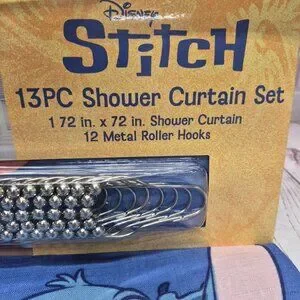 Disney
STitCH
13PC Shower Curtain Set
1 72 in. x 72 in. Shower Curtain
12 Metal Roller Hooks